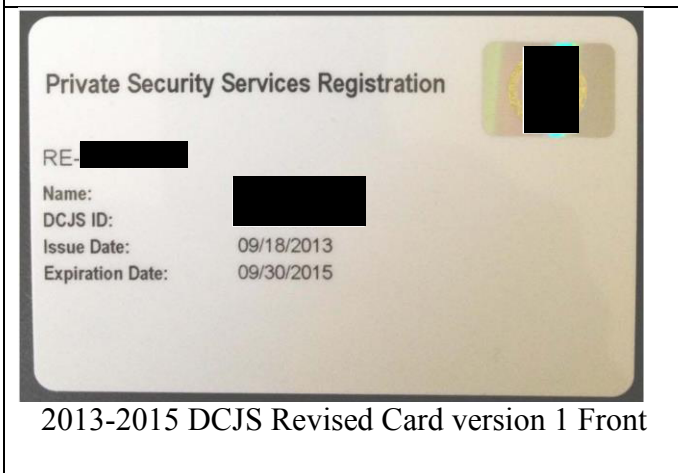 Private Security Services Registration
RE-
Name:
DCJS ID:
Issue Date: 09/18/2013
Expiration Date: 09/30/2015
2013-2015 DCJS Revised Card version 1 Front